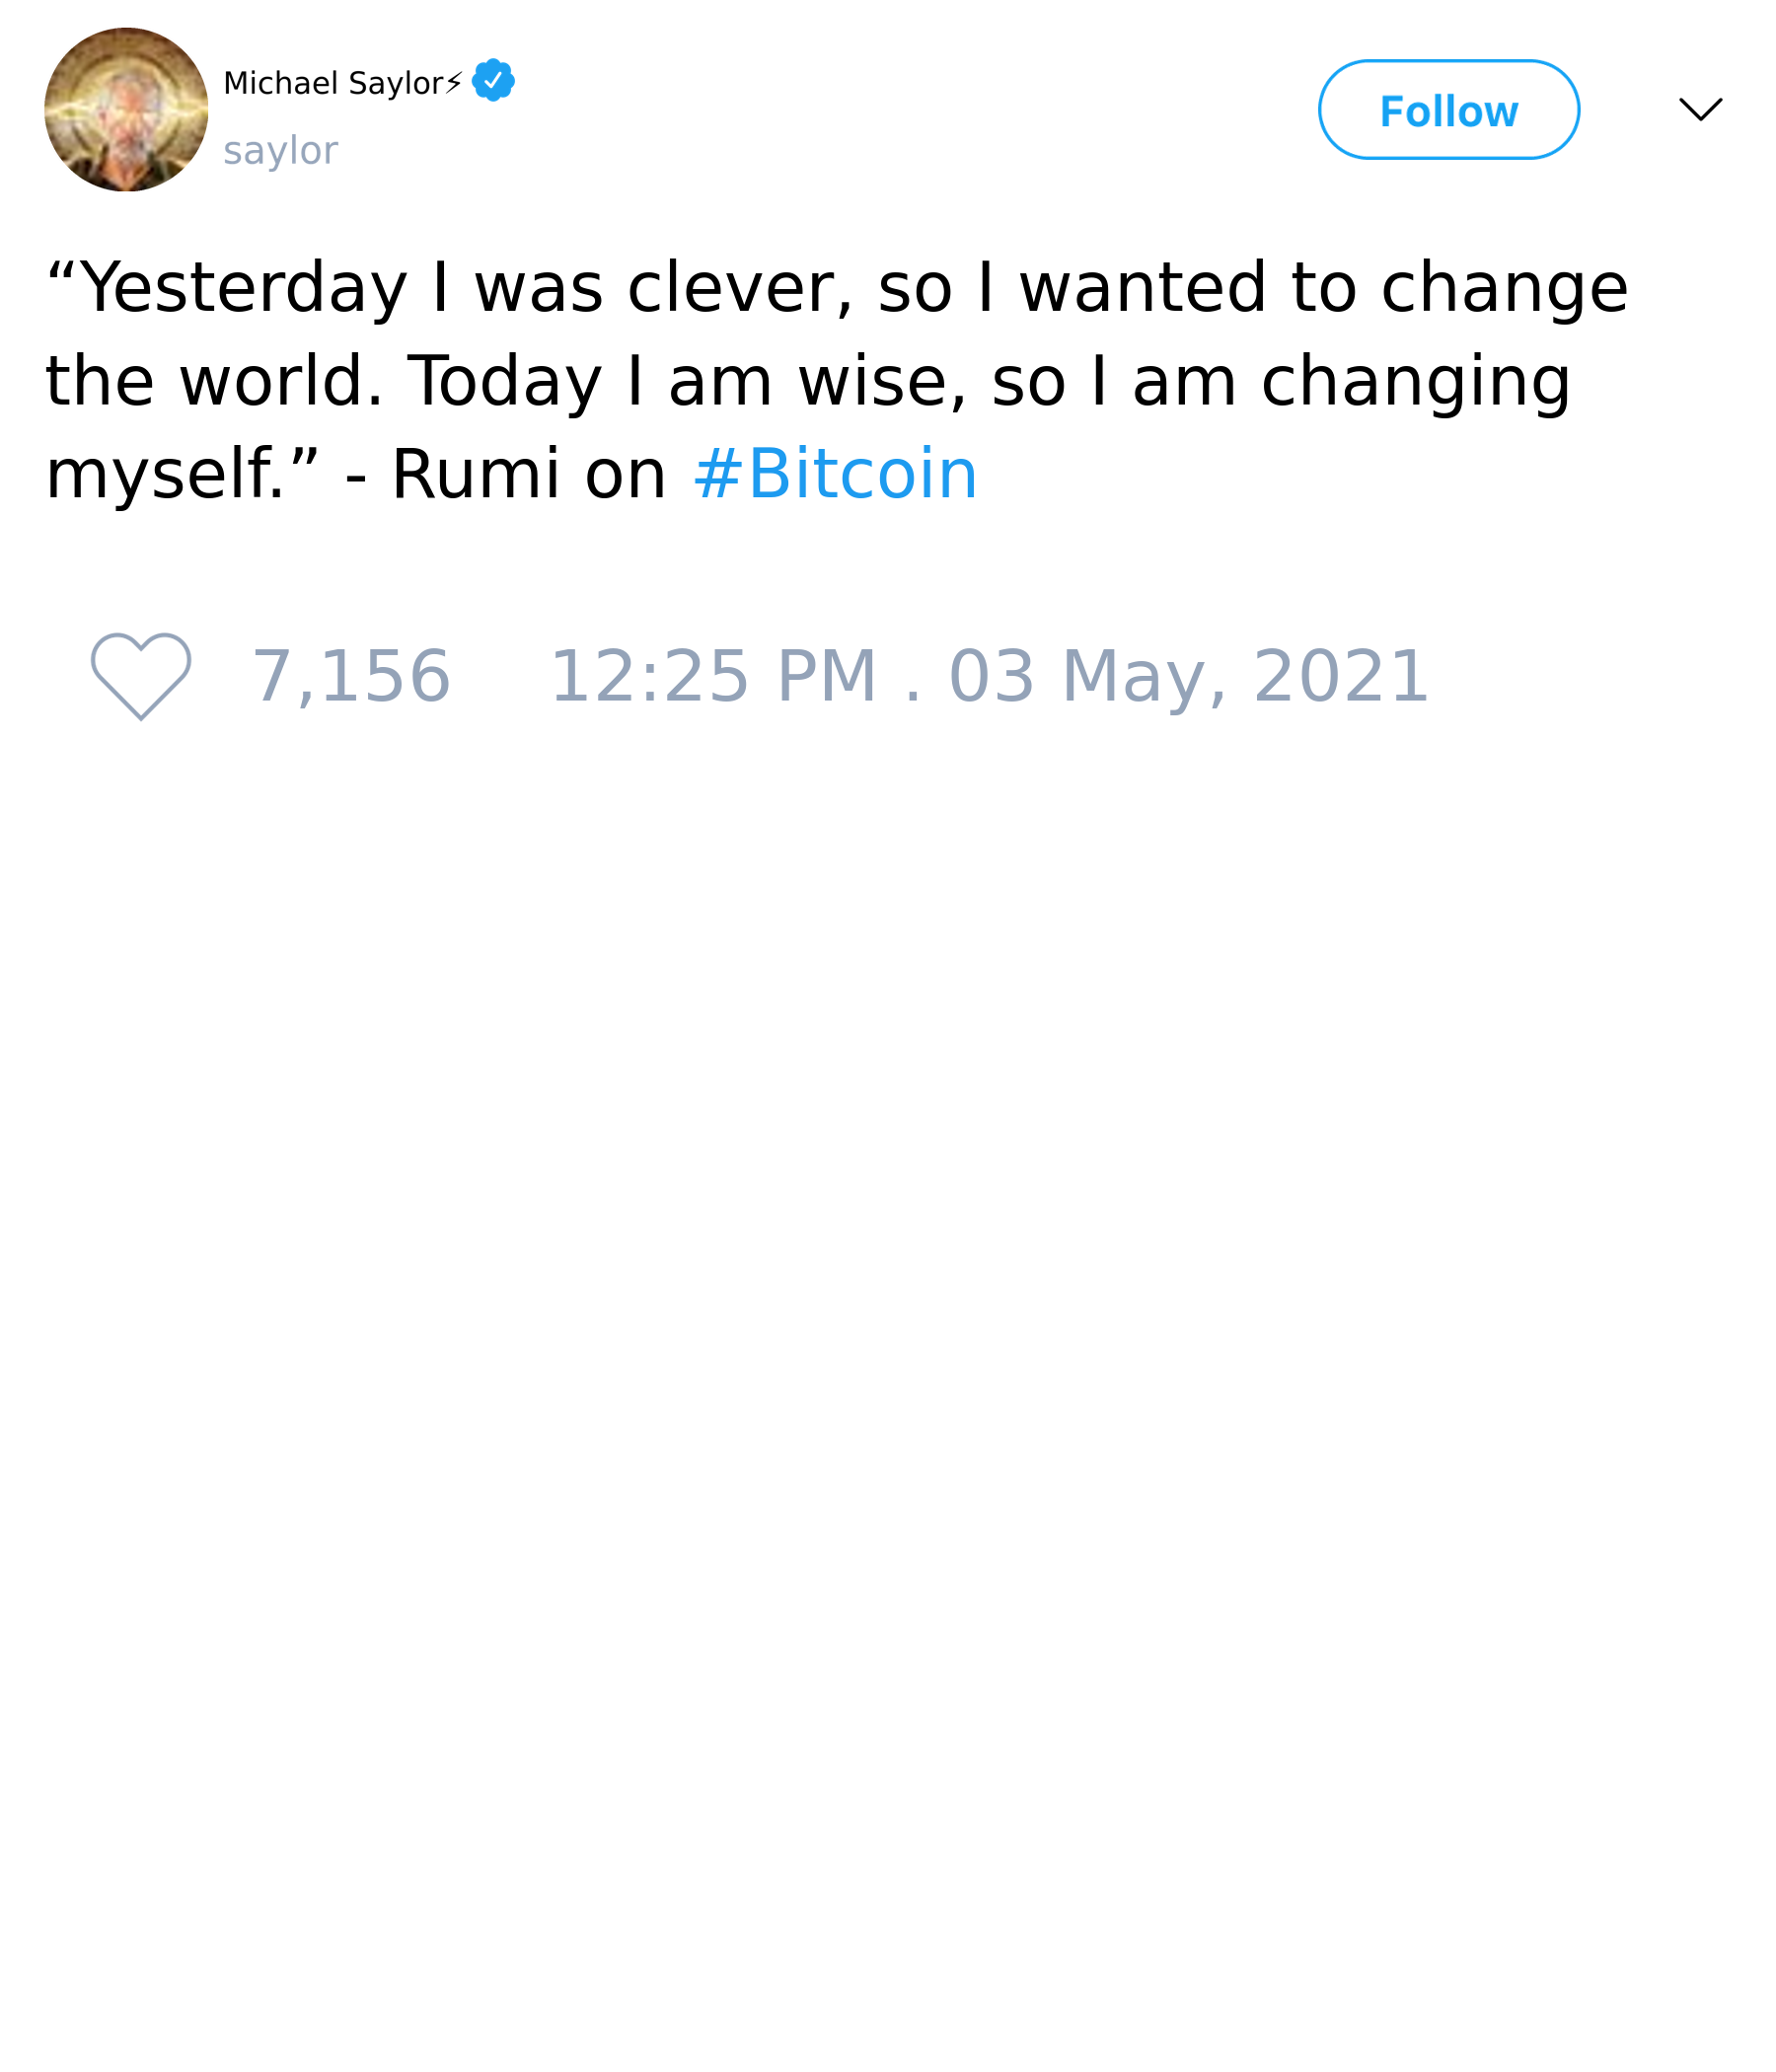 Michael Saylor⚡
saylor
Follow
“Yesterday I was clever, so I wanted to change
the world. Today I am wise, so I am changing
myself.” - Rumi on #Bitcoin
7,156 12:25 PM . 03 May, 2021